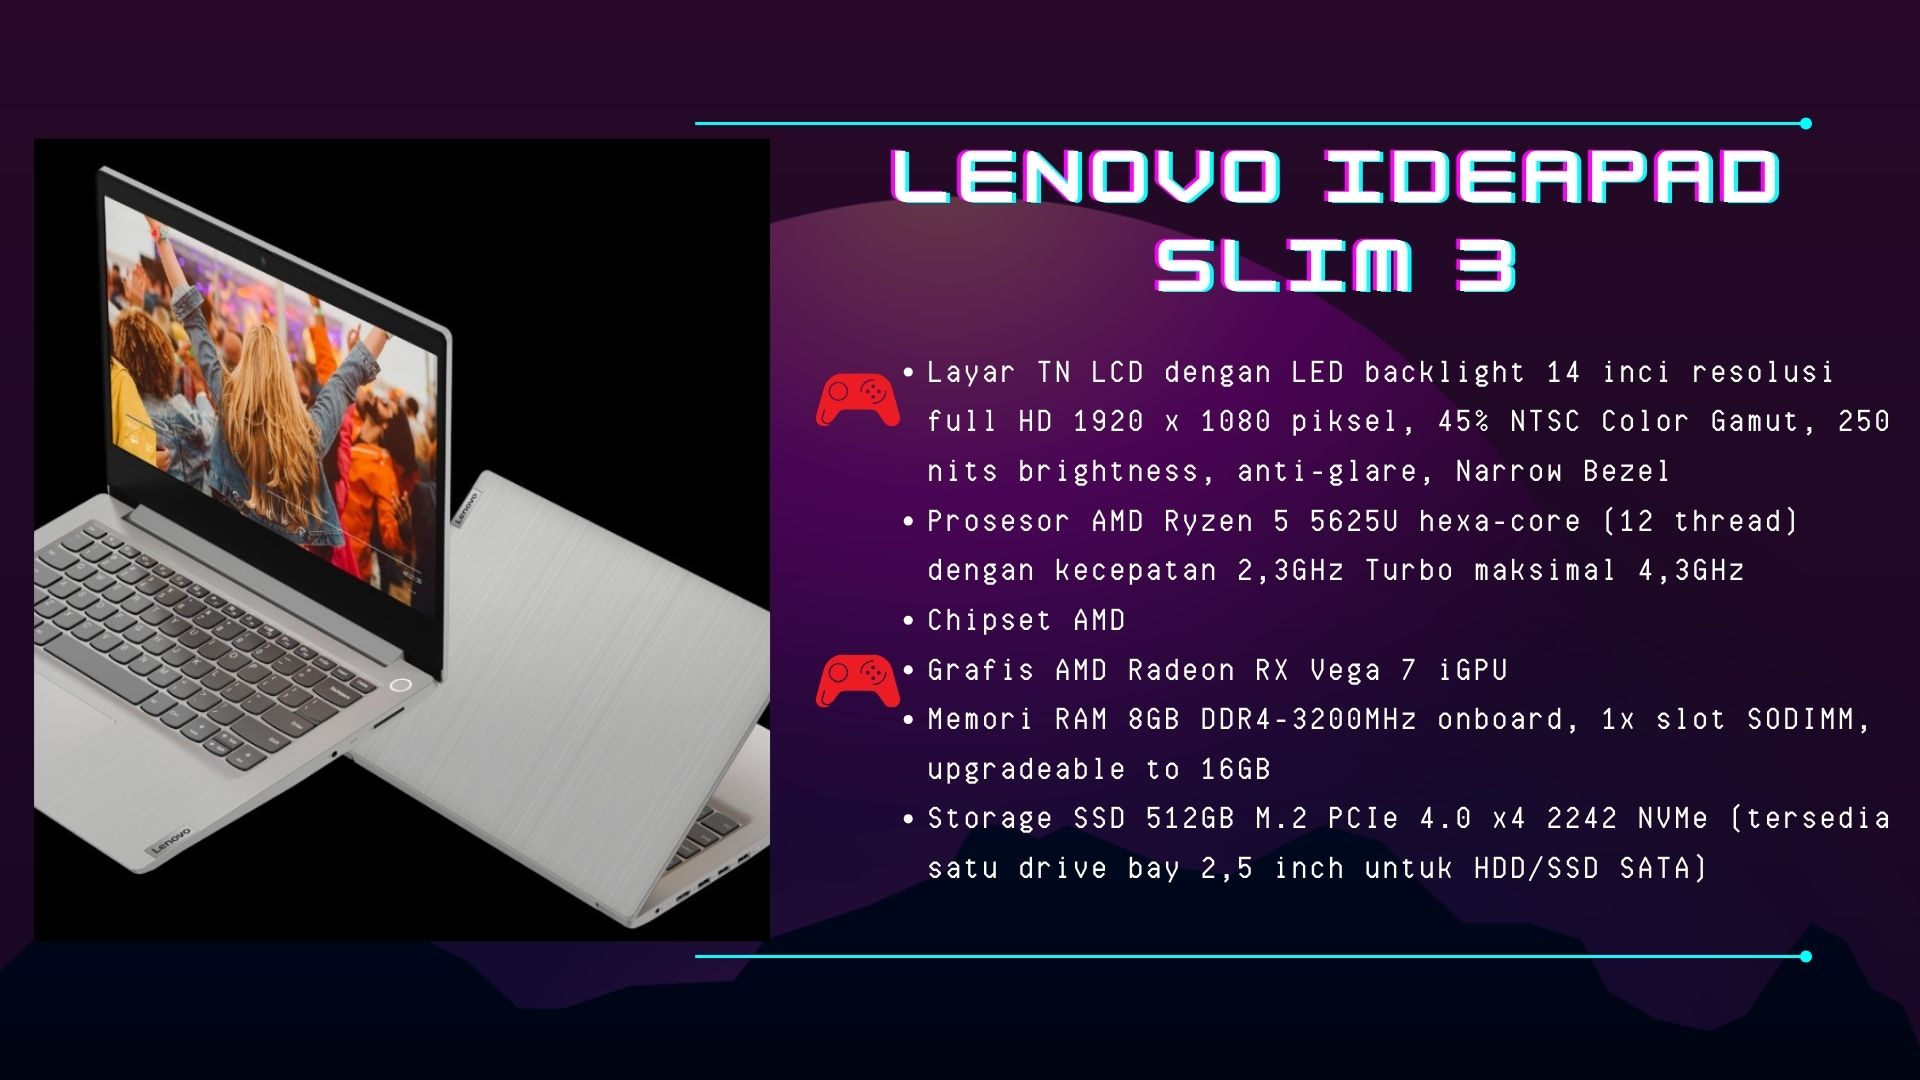 LENOVO IDEAPAD
SLIM 3
• Layar TN LCD dengan LED backlight 14 inci resolusi
full HD 1920 x 1080 piksel, 45% NTSC Color Gamut, 250
nits brightness, anti-glare, Narrow Bezel
• Prosesor AMD Ryzen 5 5625U hexa-core (12 thread)
dengan kecepatan 2,3GHz Turbo maksimal 4,3GHz
• Chipset AMD
• Grafis AMD Radeon RX Vega 7 iGPU
• Memori RAM 8GB DDR4-3200MHz onboard, 1x slot SODIMM,
upgradeable to 16GB
• Storage SSD 512GB M.2 PCIe 4.0 x4 2242 NVMe (tersedia
satu drive bay 2,5 inch untuk HDD/SSD SATA)
Lenovo
Lenovo